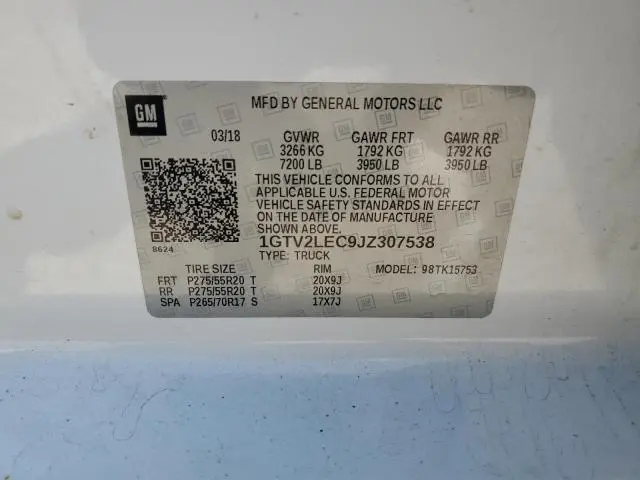 GM
MFD BY GENERAL MOTORS LLC
03/18 GVWR GAWR FRT GAWR RR
3266 KG 1792 KG 1792 KG
7200 LB 3950 LB 3950 LB
THIS VEHICLE CONFORMS TO ALL
APPLICABLE U.S. FEDERAL MOTOR
VEHICLE SAFETY STANDARDS IN EFFECT
ON THE DATE OF MANUFACTURE
SHOWN ABOVE.
8624
1GTV2LEC9JZ307538
TYPE: TRUCK
TIRE SIZE RIM MODEL: 98TK15753
FRT P275/55R20 T 20X9J
RR P275/55R20 T 20X9J
SPA P265/70R17 S 17X7J